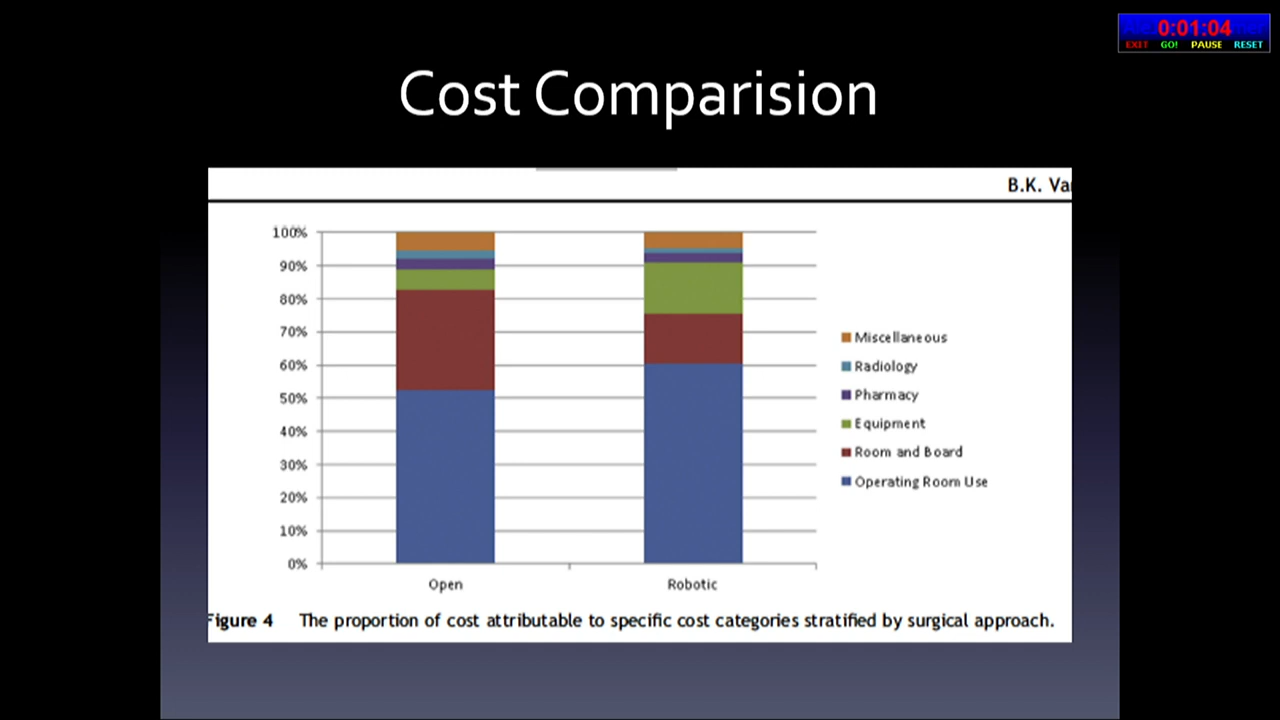 0:01:04
EXIT GO! PAUSE RESET
Cost Comparision
B.K. Va
100%
90%
80%
70%
60%
50%
40%
30%
20%
10%
0%
Open Robotic
Miscellaneous
Radiology
Pharmacy
Equipment
Room and Board
Operating Room Use
Figure 4 The proportion of cost attributable to specific cost categories stratified by surgical approach.